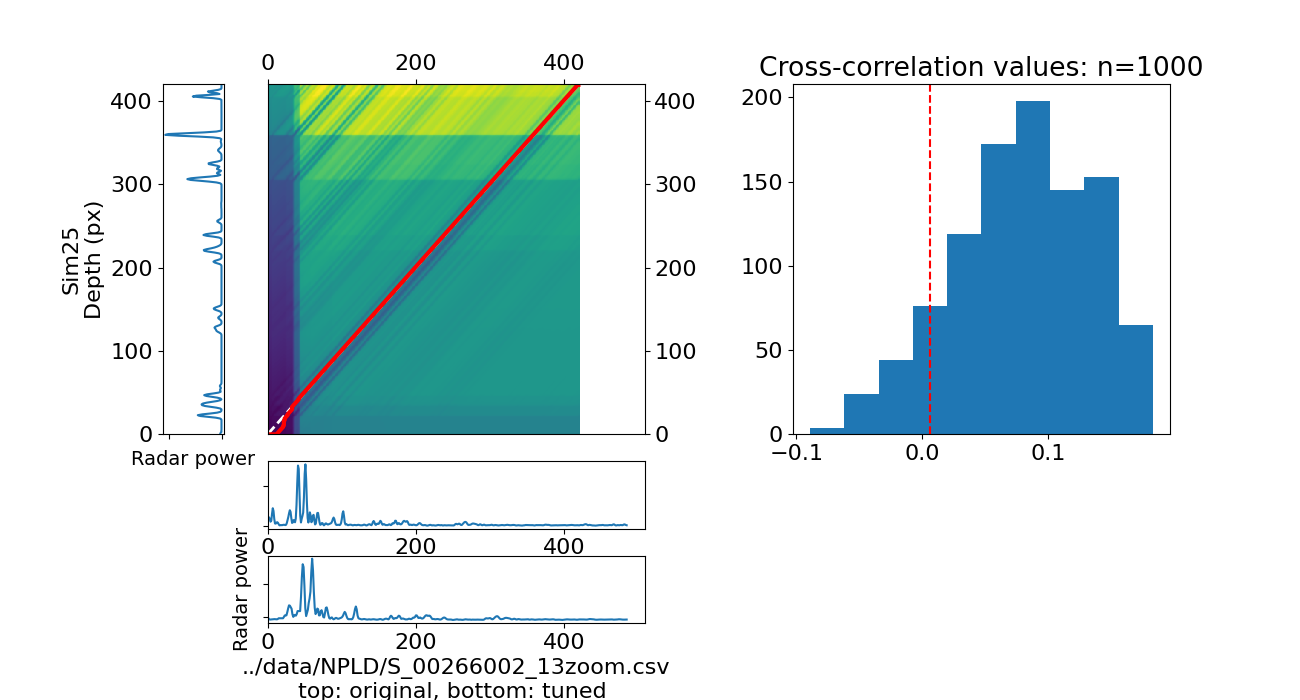 0 200 400
Cross-correlation values: n=1000
400
300
200
100
0
Sim25
Depth (px)
Radar power
400
300
200
100
0
200
150
100
50
0
−0.1 0.0 0.1
0 200 400
Radar power
0 200 400
../data/NPLD/S_00266002_13zoom.csv
top: original, bottom: tuned